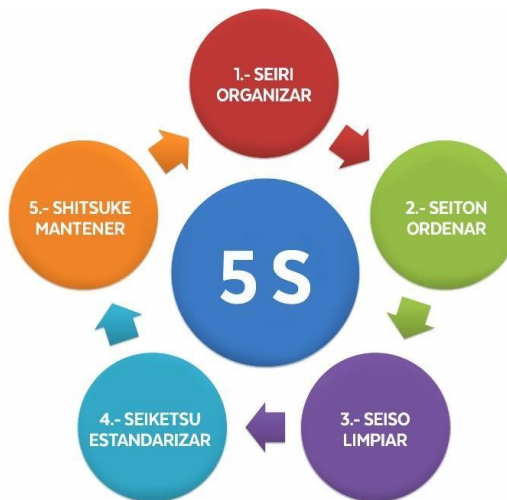 1.- SEIRI
ORGANIZAR
2.- SEITON
ORDENAR
3.- SEISO
LIMPIAR
4.- SEIKETSU
ESTANDARIZAR
5.- SHITSUKE
MANTENER
5 S